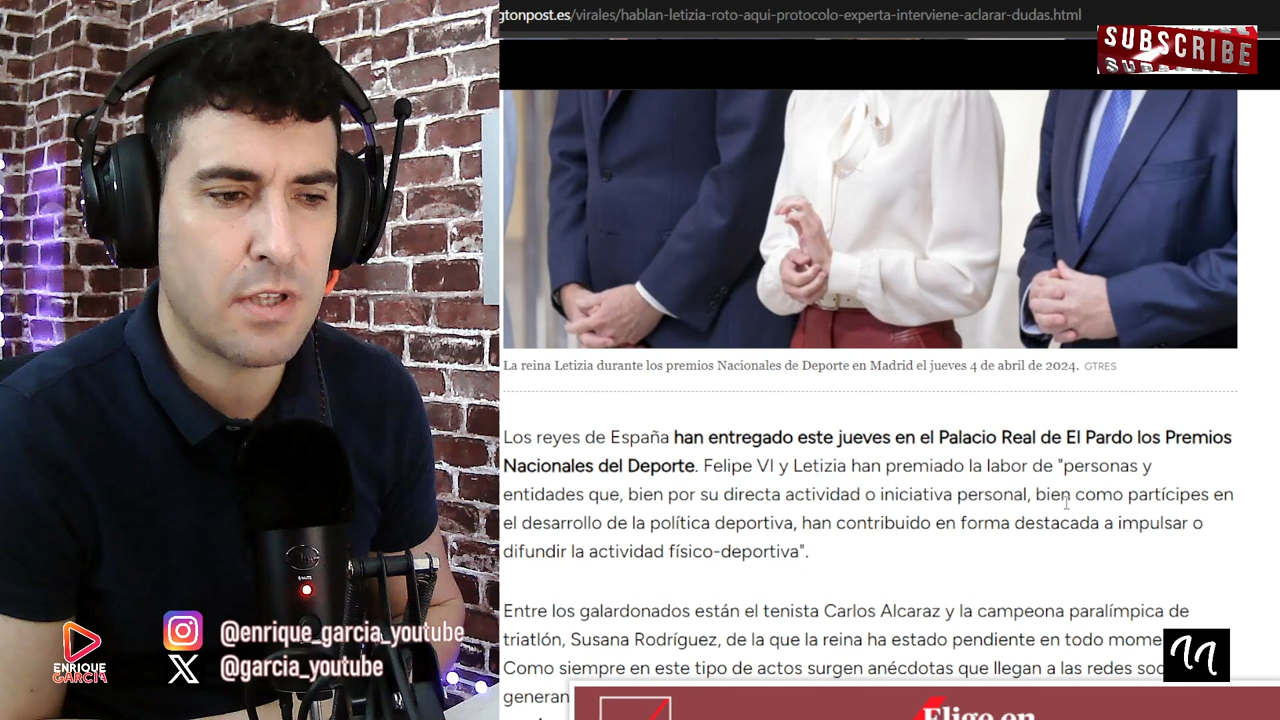 gtonpost.es/virales/hablan-letizia-roto-aqui-protocolo-experta-interviene-aclarar-dudas.html
SUBSCRIBE
La reina Letizia durante los premios Nacionales de Deporte en Madrid el jueves 4 de abril de 2024. GTRES
Los reyes de España han entregado este jueves en el Palacio Real de El Pardo los Premios
Nacionales del Deporte. Felipe VI y Letizia han premiado la labor de "personas y
entidades que, bien por su directa actividad o iniciativa personal, bien como partícipes en
el desarrollo de la política deportiva, han contribuido en forma destacada a impulsar o
difundir la actividad físico-deportiva".
Entre los galardonados están el tenista Carlos Alcaraz y la campeona paralímpica de
triatlón, Susana Rodríguez, de la que la reina ha estado pendiente en todo mome
Como siempre en este tipo de actos surgen anécdotas que llegan a las redes soc
generan
Elige en
MUTE
@enrique_garcia_youtube
@garcia_youtube
ENRIQUE
GARCIA